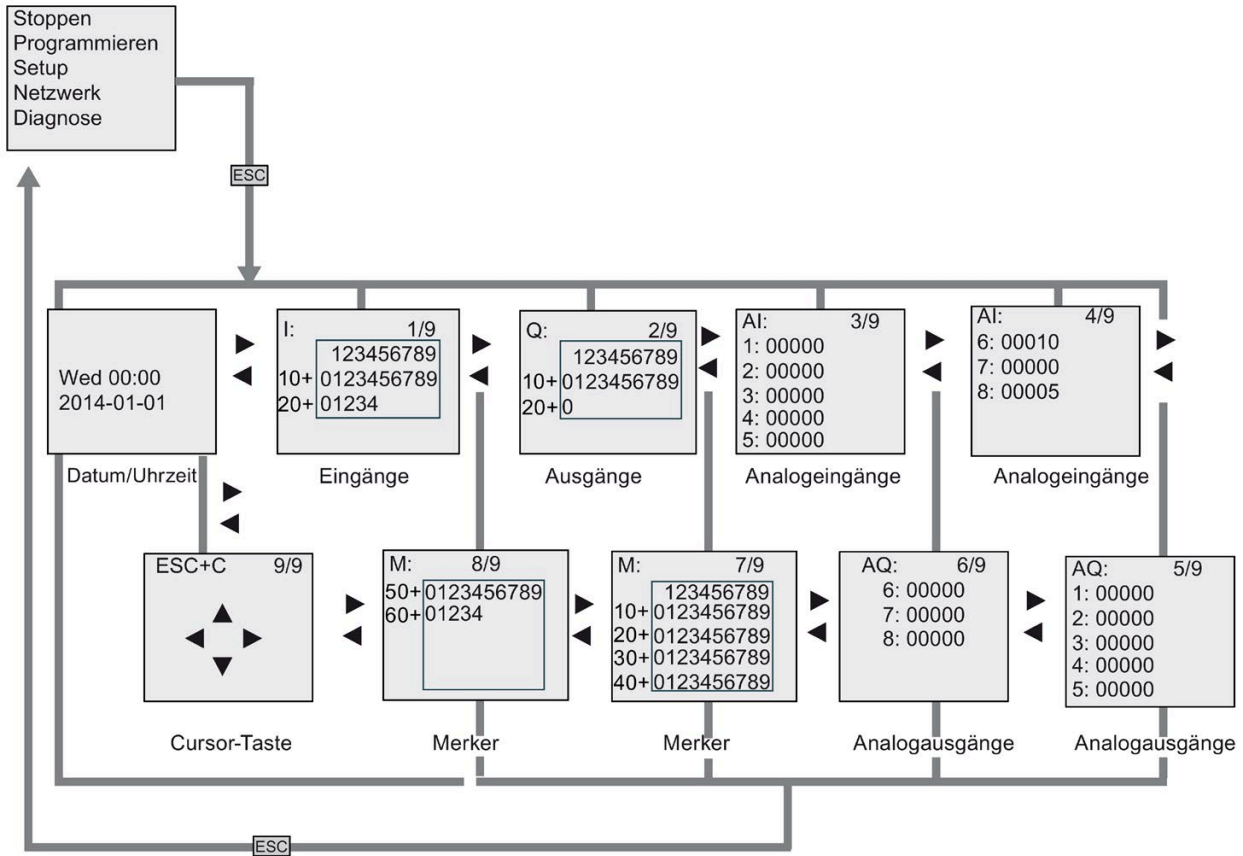 Stoppen
Programmieren
Setup
Netzwerk
Diagnose
ESC
Wed 00:00
2014-01-01
Datum/Uhrzeit
I: 1/9
123456789
10+ 0123456789
20+ 01234
Eingänge
Q: 2/9
123456789
10+ 0123456789
20+ 0
Ausgänge
AI: 3/9
1: 00000
2: 00000
3: 00000
4: 00000
5: 00000
Analogeingänge
AI: 4/9
6: 00010
7: 00000
8: 00005
Analogeingänge
ESC+C 9/9
Cursor-Taste
M: 8/9
50+ 0123456789
60+ 01234
Merker
M: 7/9
123456789
10+ 0123456789
20+ 0123456789
30+ 0123456789
40+ 0123456789
Merker
AQ: 6/9
6: 00000
7: 00000
8: 00000
Analogausgänge
AQ: 5/9
1: 00000
2: 00000
3: 00000
4: 00000
5: 00000
Analogausgänge
ESC